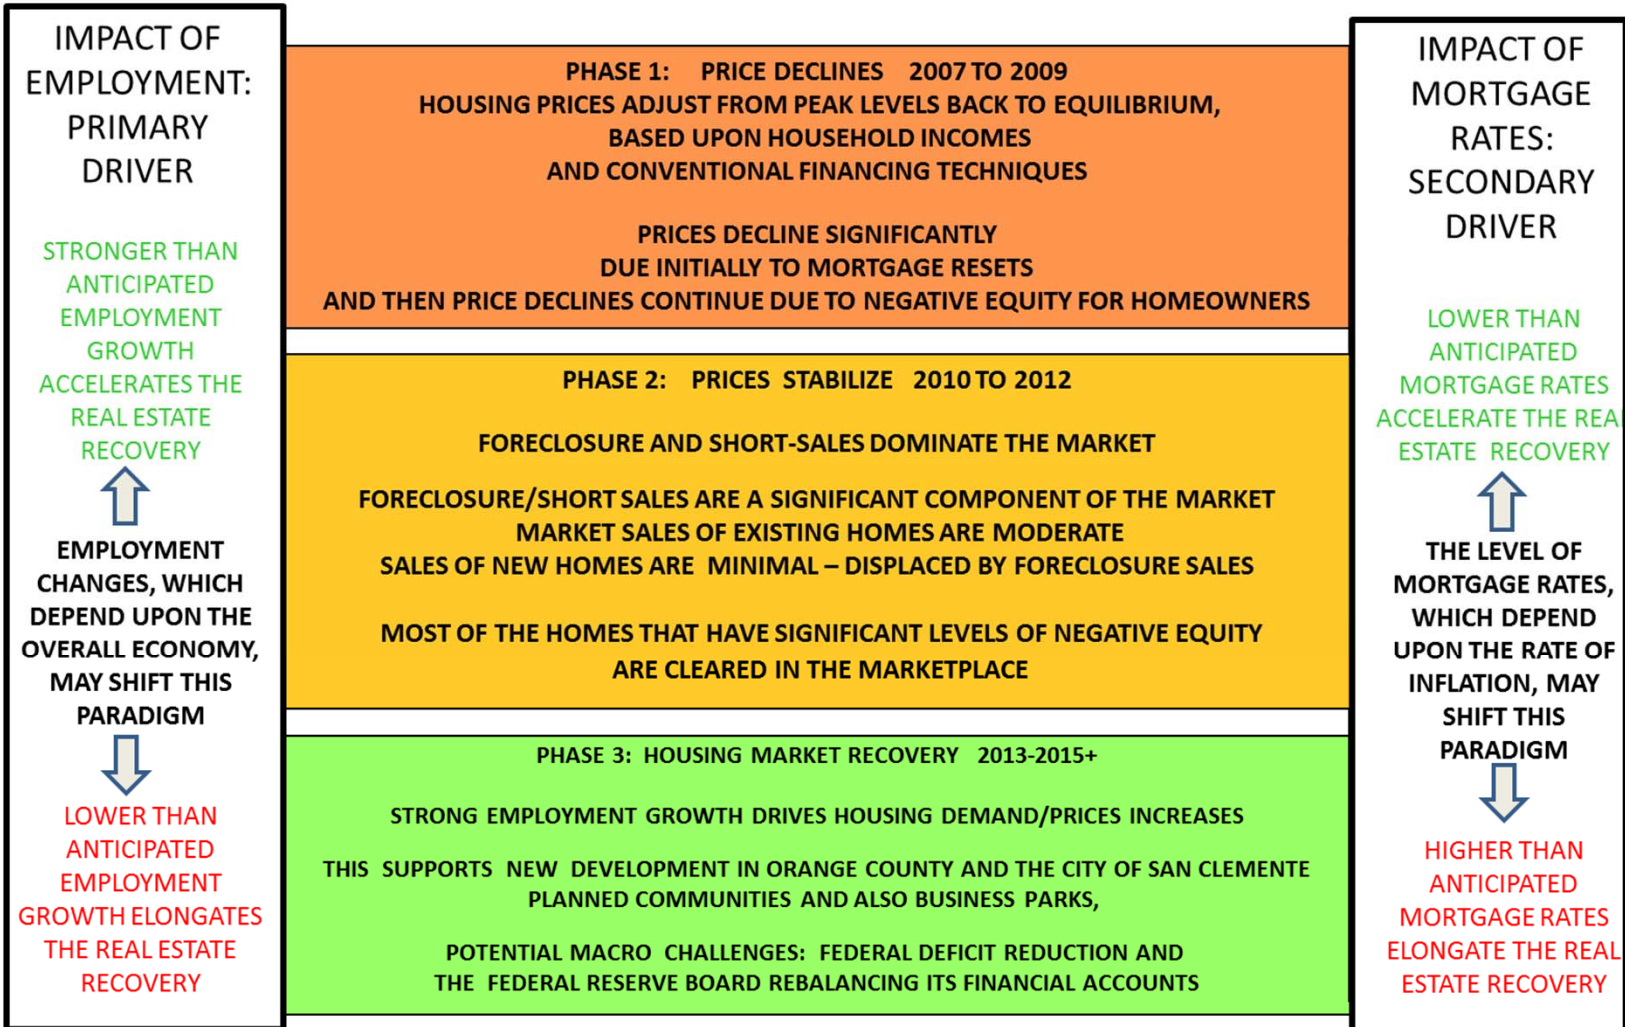 IMPACT OF
EMPLOYMENT:
PRIMARY
DRIVER
STRONGER THAN
ANTICIPATED
EMPLOYMENT
GROWTH
ACCELERATES THE
REAL ESTATE
RECOVERY
EMPLOYMENT
CHANGES, WHICH
DEPEND UPON THE
OVERALL ECONOMY,
MAY SHIFT THIS
PARADIGM
LOWER THAN
ANTICIPATED
EMPLOYMENT
GROWTH ELONGATES
THE REAL ESTATE
RECOVERY
PHASE 1: PRICE DECLINES 2007 TO 2009
HOUSING PRICES ADJUST FROM PEAK LEVELS BACK TO EQUILIBRIUM,
BASED UPON HOUSEHOLD INCOMES
AND CONVENTIONAL FINANCING TECHNIQUES
PRICES DECLINE SIGNIFICANTLY
DUE INITIALLY TO MORTGAGE RESETS
AND THEN PRICE DECLINES CONTINUE DUE TO NEGATIVE EQUITY FOR HOMEOWNERS
PHASE 2: PRICES STABILIZE 2010 TO 2012
FORECLOSURE AND SHORT-SALES DOMINATE THE MARKET
FORECLOSURE/SHORT SALES ARE A SIGNIFICANT COMPONENT OF THE MARKET
MARKET SALES OF EXISTING HOMES ARE MODERATE
SALES OF NEW HOMES ARE MINIMAL – DISPLACED BY FORECLOSURE SALES
MOST OF THE HOMES THAT HAVE SIGNIFICANT LEVELS OF NEGATIVE EQUITY
ARE CLEARED IN THE MARKETPLACE
PHASE 3: HOUSING MARKET RECOVERY 2013-2015+
STRONG EMPLOYMENT GROWTH DRIVES HOUSING DEMAND/PRICES INCREASES
THIS SUPPORTS NEW DEVELOPMENT IN ORANGE COUNTY AND THE CITY OF SAN CLEMENTE
PLANNED COMMUNITIES AND ALSO BUSINESS PARKS,
POTENTIAL MACRO CHALLENGES: FEDERAL DEFICIT REDUCTION AND
THE FEDERAL RESERVE BOARD REBALANCING ITS FINANCIAL ACCOUNTS
IMPACT OF
MORTGAGE
RATES:
SECONDARY
DRIVER
LOWER THAN
ANTICIPATED
MORTGAGE RATES
ACCELERATE THE REAL
ESTATE RECOVERY
THE LEVEL OF
MORTGAGE RATES,
WHICH DEPEND
UPON THE RATE OF
INFLATION, MAY
SHIFT THIS
PARADIGM
HIGHER THAN
ANTICIPATED
MORTGAGE RATES
ELONGATE THE REAL
ESTATE RECOVERY